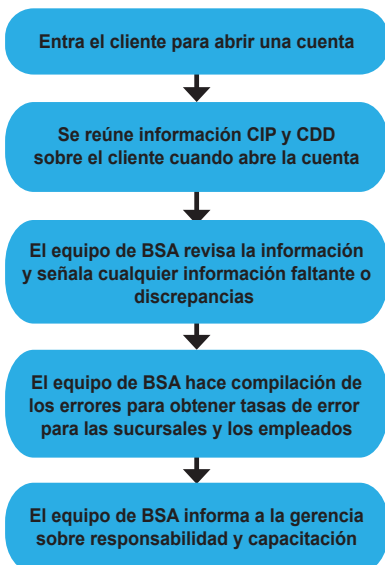 Entra el cliente para abrir una cuenta
Se reúne información CIP y CDD
sobre el cliente cuando abre la cuenta
El equipo de BSA revisa la información
y señala cualquier información faltante o
discrepancias
El equipo de BSA hace compilación de
los errores para obtener tasas de error
para las sucursales y los empleados
El equipo de BSA informa a la gerencia
sobre responsabilidad y capacitación